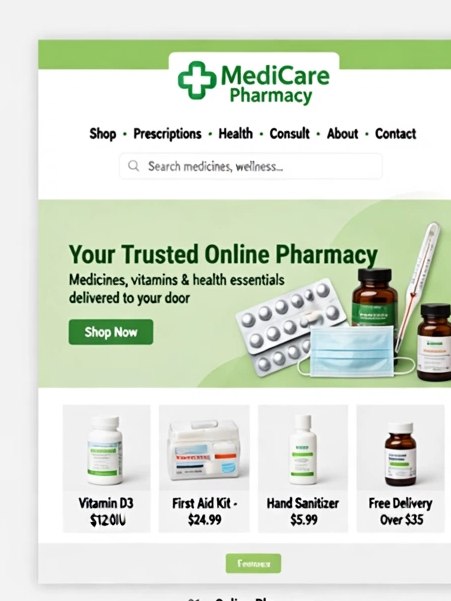 MediCare
Pharmacy
Shop • Prescriptions • Health • Consult • About • Contact
Search medicines, wellness...
Your Trusted Online Pharmacy
Medicines, vitamins & health essentials
delivered to your door
Shop Now
Vitamin D3
First Aid Kit -
$24.99
Hand Sanitizer
$5.99
Free Delivery
Over $35